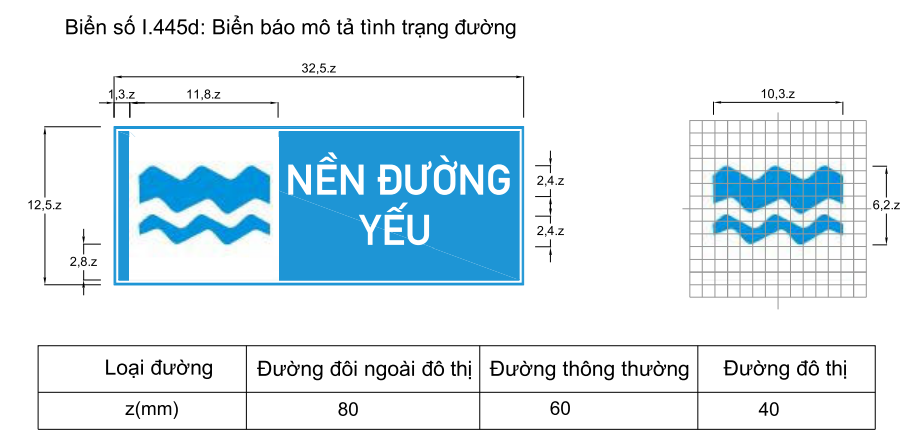 Biển số I.445d: Biển báo mô tả tình trạng đường
32,5.z
1,3.z
11,8.z
10,3.z
NỀN ĐƯỜNG
YẾU
12,5.z
2,8.z
2,4.z
2,4.z
6,2.z
Loại đường Đường đôi ngoài đô thị Đường thông thường Đường đô thị
z(mm) 80 60 40